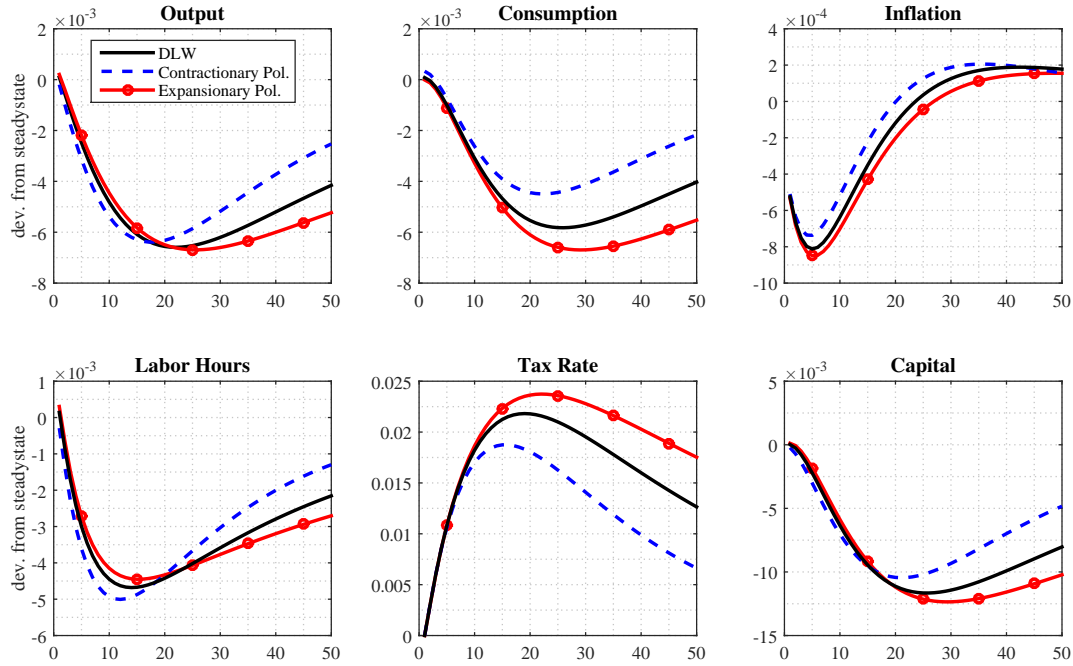 Output
×10⁻³
dev. from steadystate
2
0
-2
-4
-6
-8
0 10 20 30 40 50
DLW
Contractionary Pol.
Expansionary Pol.
Consumption
×10⁻³
2
0
-2
-4
-6
-8
0 10 20 30 40 50
Inflation
×10⁻⁴
4
2
0
-2
-4
-6
-8
-10
0 10 20 30 40 50
Labor Hours
×10⁻³
dev. from steadystate
1
0
-1
-2
-3
-4
-5
-6
0 10 20 30 40 50
Tax Rate
0.025
0.02
0.015
0.01
0.005
0
0 10 20 30 40 50
Capital
×10⁻³
5
0
-5
-10
-15
0 10 20 30 40 50